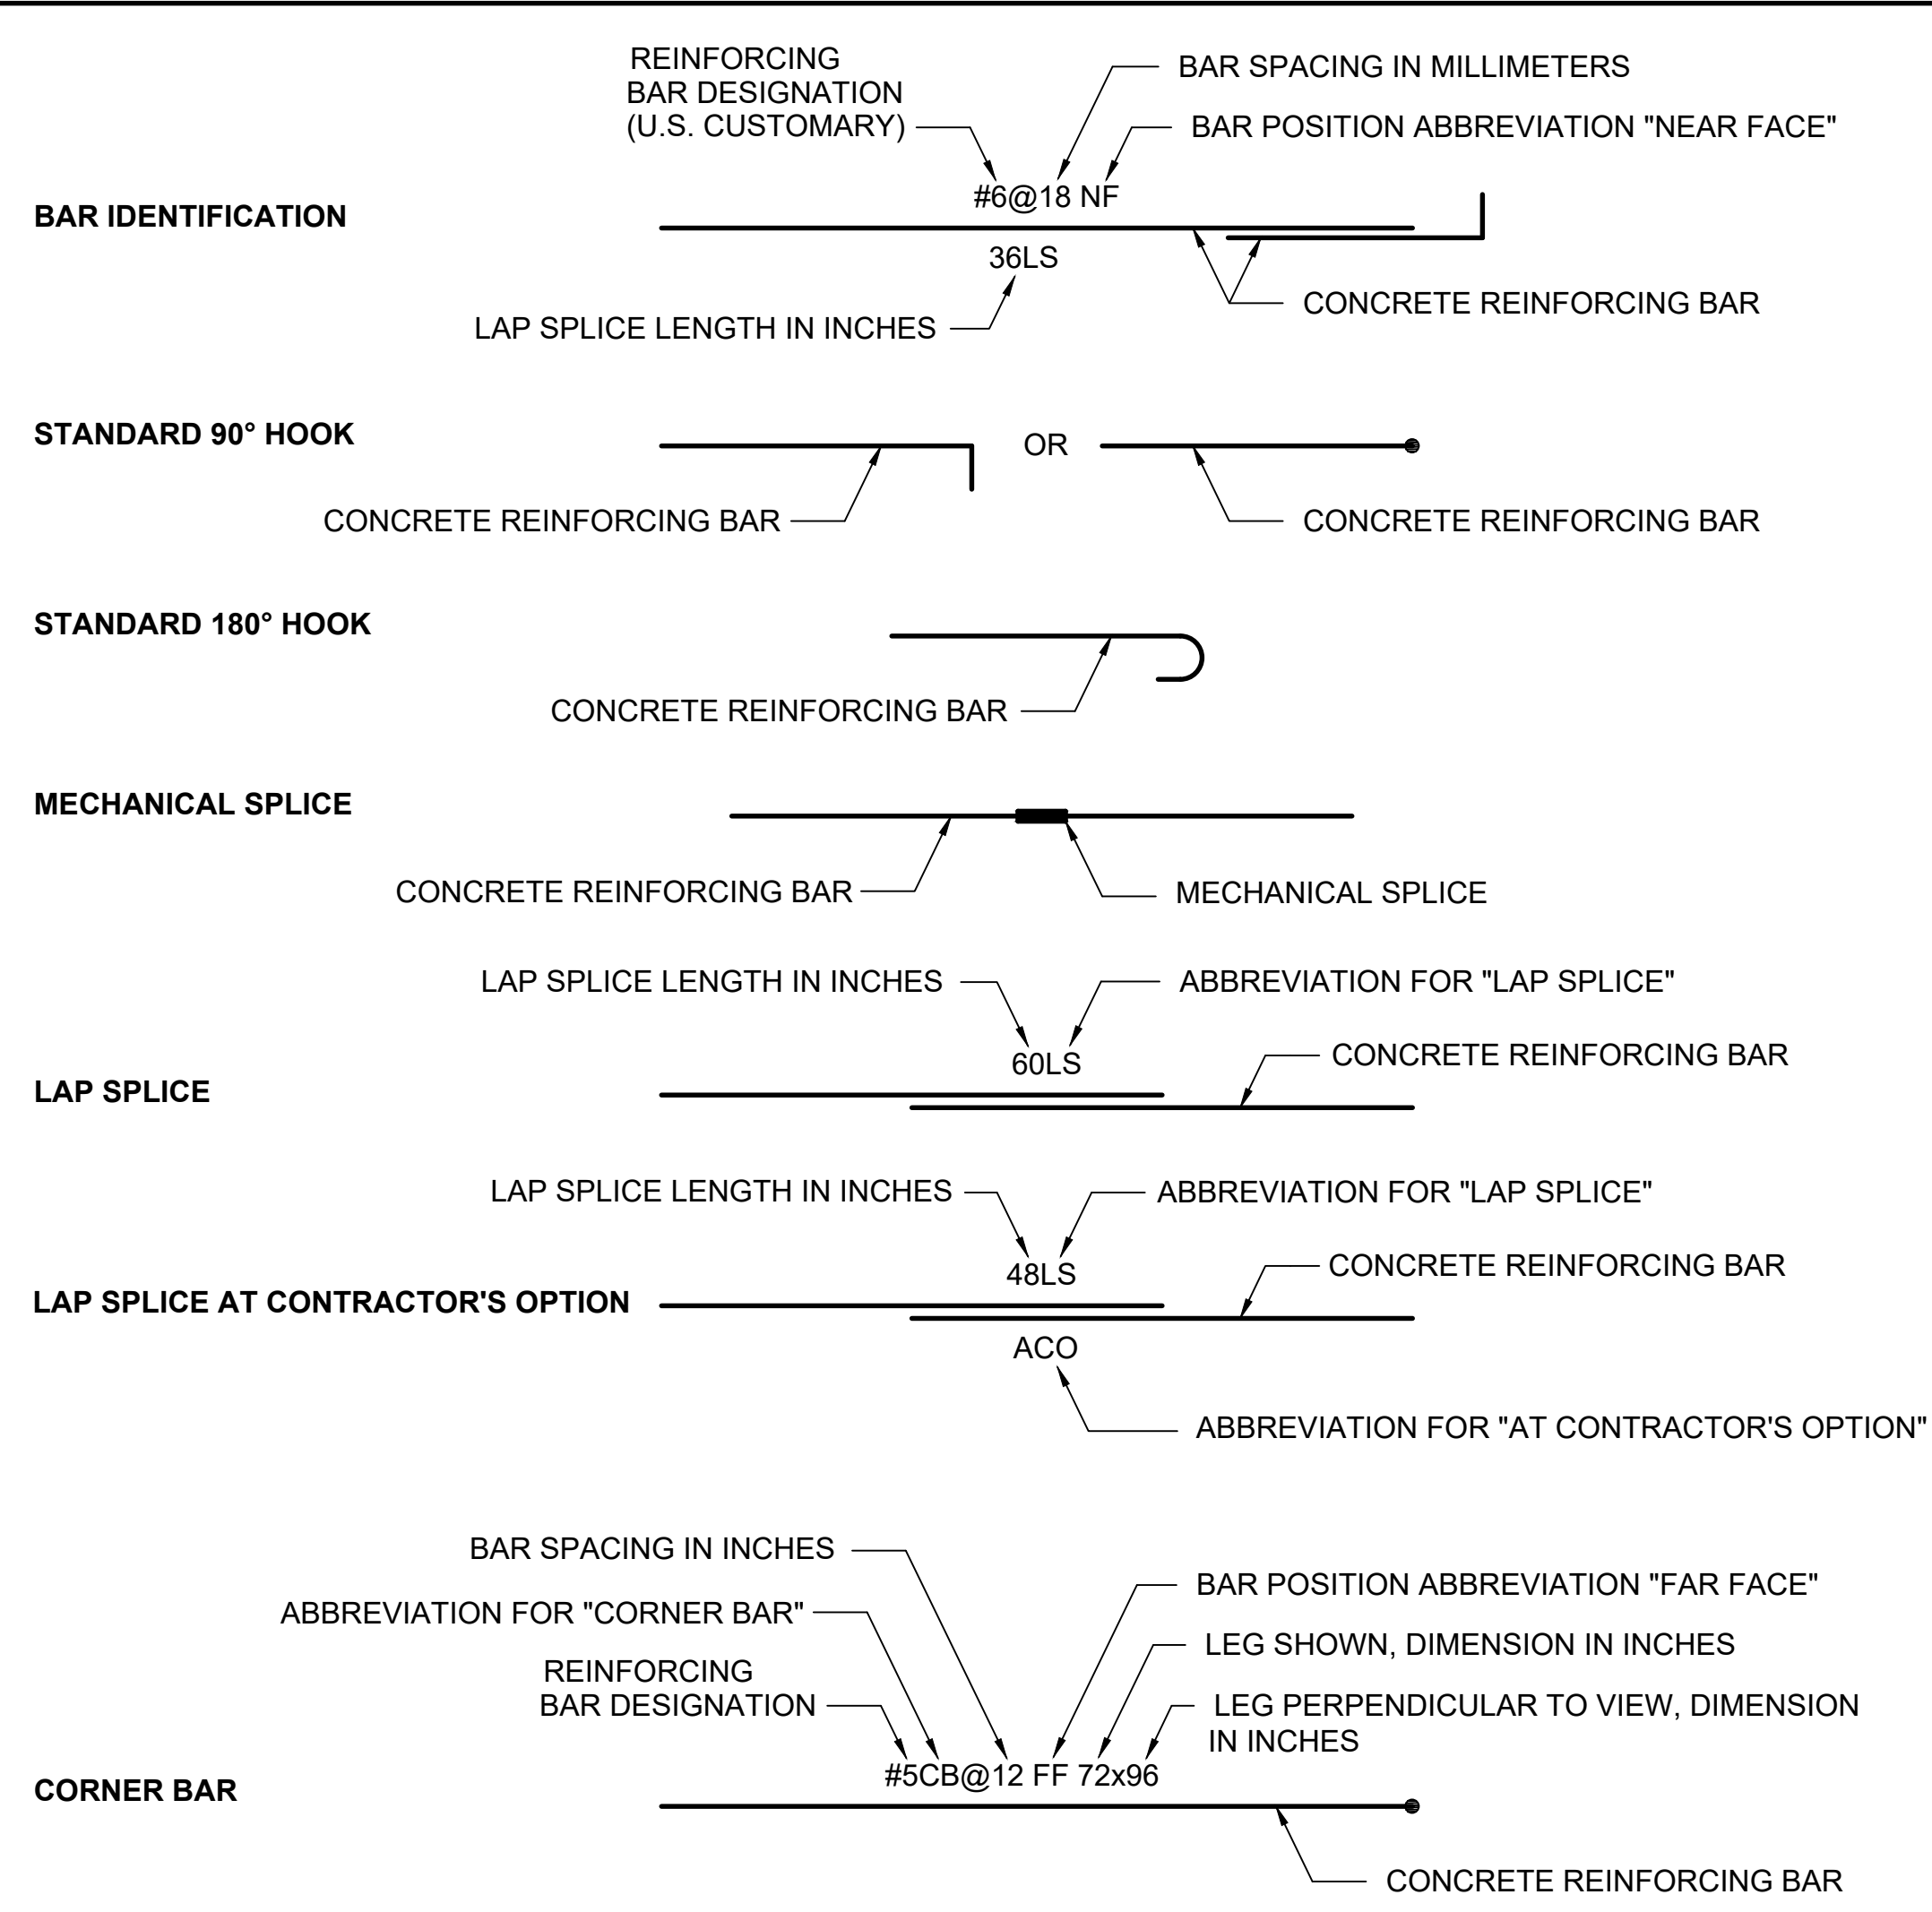 REINFORCING
BAR DESIGNATION
(U.S. CUSTOMARY)
BAR SPACING IN MILLIMETERS
BAR POSITION ABBREVIATION "NEAR FACE"
#6@18 NF
BAR IDENTIFICATION
36LS
CONCRETE REINFORCING BAR
LAP SPLICE LENGTH IN INCHES
STANDARD 90° HOOK
OR
CONCRETE REINFORCING BAR
CONCRETE REINFORCING BAR
STANDARD 180° HOOK
CONCRETE REINFORCING BAR
MECHANICAL SPLICE
CONCRETE REINFORCING BAR
MECHANICAL SPLICE
LAP SPLICE LENGTH IN INCHES
ABBREVIATION FOR "LAP SPLICE"
60LS
CONCRETE REINFORCING BAR
LAP SPLICE
LAP SPLICE LENGTH IN INCHES
ABBREVIATION FOR "LAP SPLICE"
48LS
CONCRETE REINFORCING BAR
LAP SPLICE AT CONTRACTOR'S OPTION
ACO
ABBREVIATION FOR "AT CONTRACTOR'S OPTION"
BAR SPACING IN INCHES
BAR POSITION ABBREVIATION "FAR FACE"
ABBREVIATION FOR "CORNER BAR"
LEG SHOWN, DIMENSION IN INCHES
REINFORCING
BAR DESIGNATION
LEG PERPENDICULAR TO VIEW, DIMENSION
IN INCHES
#5CB@12 FF 72x96
CORNER BAR
CONCRETE REINFORCING BAR